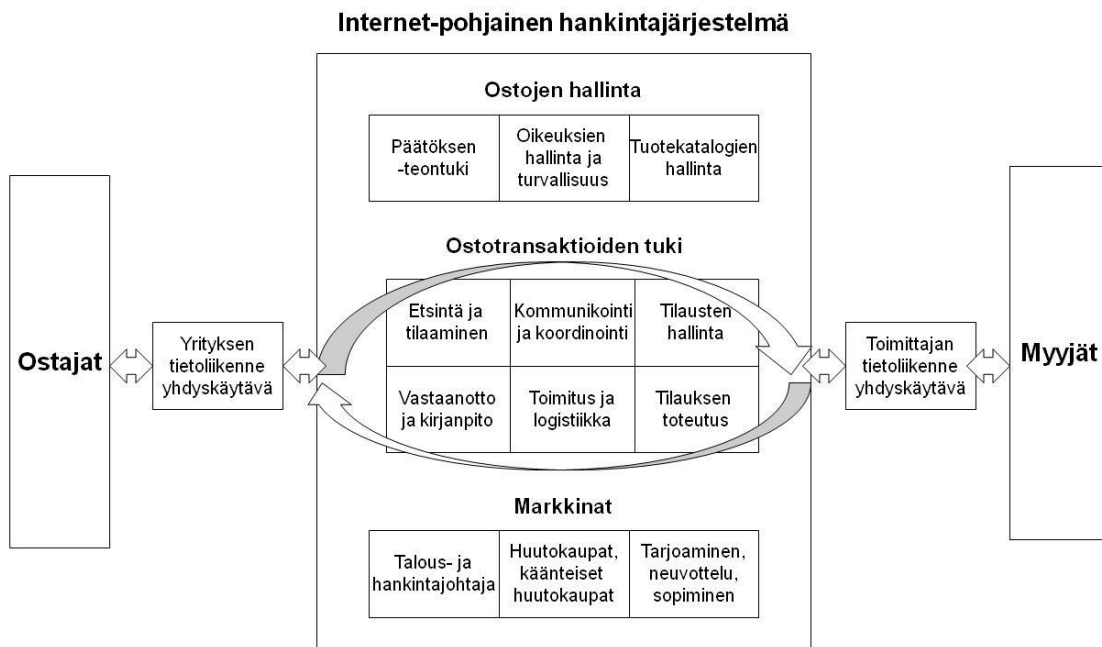 Internet-pohjainen hankintajärjestelmä
Ostojen hallinta
Päätöksen
-teontuki
Oikeuksien
hallinta ja
turvallisuus
Tuotekatalogien
hallinta
Ostotransaktioiden tuki
Etsintä ja
tilaaminen
Kommunikointi
ja koordinointi
Tilausten
hallinta
Ostajat
Yrityksen
tietoliikenne
yhdyskäytävä
Toimittajan
tietoliikenne
yhdyskäytävä
Myyjät
Vastaanotto
ja kirjanpito
Toimitus ja
logistiikka
Tilauksen
toteutus
Markkinat
Talous- ja
hankintajohtaja
Huutokaupat,
käänteiset
huutokaupat
Tarjoaminen,
neuvottelu,
sopiminen